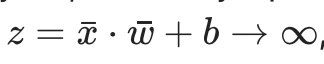 z = x̄ · w̄ + b → ∞,